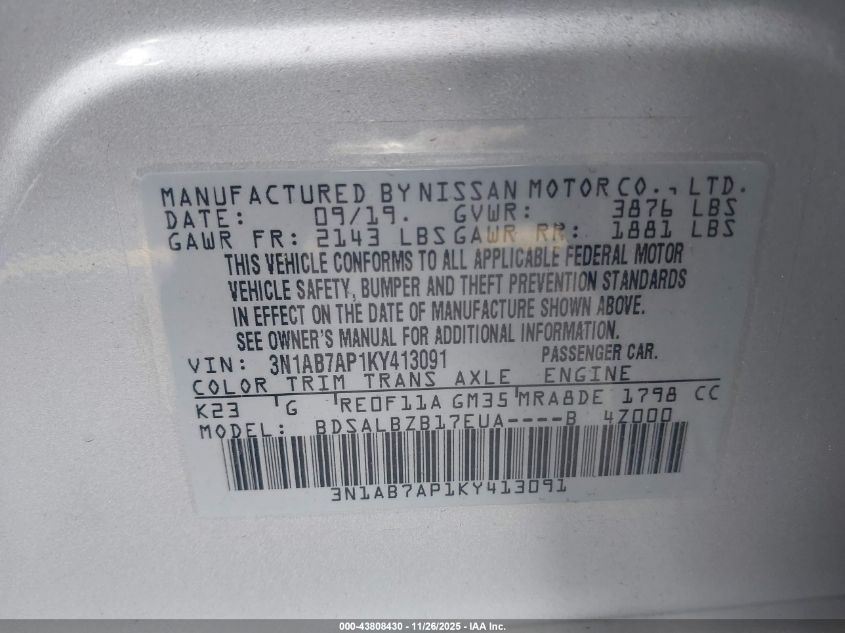 MANUFACTURED BY NISSAN MOTOR CO., LTD.
DATE: 09/19. GVWR: 3876 LBS
GAWR FR: 2143 LBS GAWR RR: 1881 LBS
THIS VEHICLE CONFORMS TO ALL APPLICABLE FEDERAL MOTOR
VEHICLE SAFETY, BUMPER AND THEFT PREVENTION STANDARDS
IN EFFECT ON THE DATE OF MANUFACTURE SHOWN ABOVE.
SEE OWNER'S MANUAL FOR ADDITIONAL INFORMATION.
VIN: 3N1AB7AP1KY413091 PASSENGER CAR.
COLOR TRIM TRANS AXLE ENGINE
K23 G RE0F11A GM35 MRA8DE 1798 CC
MODEL: BDSALBZB17EUA----B 4Z000
3N1AB7AP1KY413091
000-43808430 - 11/26/2025 - IAA Inc.